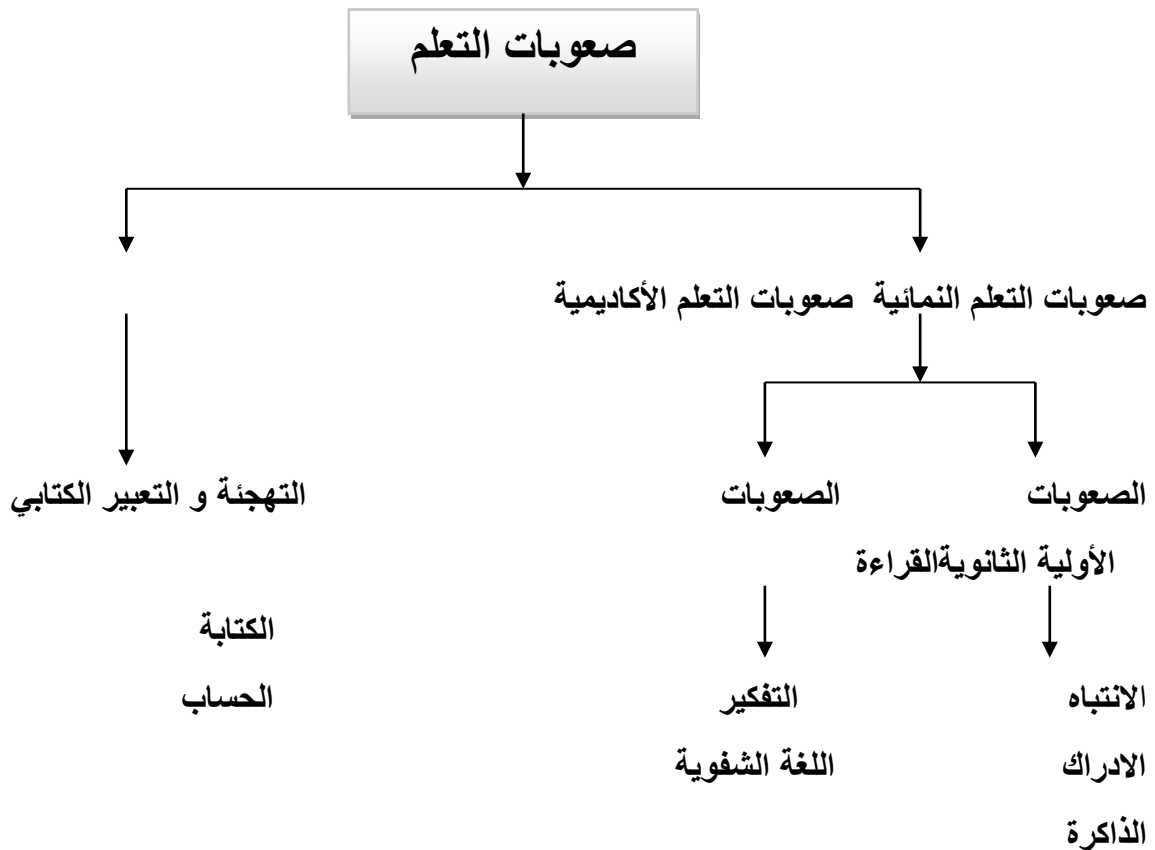 صعوبات التعلم
صعوبات التعلم النمائية صعوبات التعلم الأكاديمية
الصعوبات الصعوبات التهجئة و التعبير الكتابي
الأولية الثانويةالقراءة
الكتابة
الحساب
الانتباه التفكير
الادراك اللغة الشفوية
الذاكرة